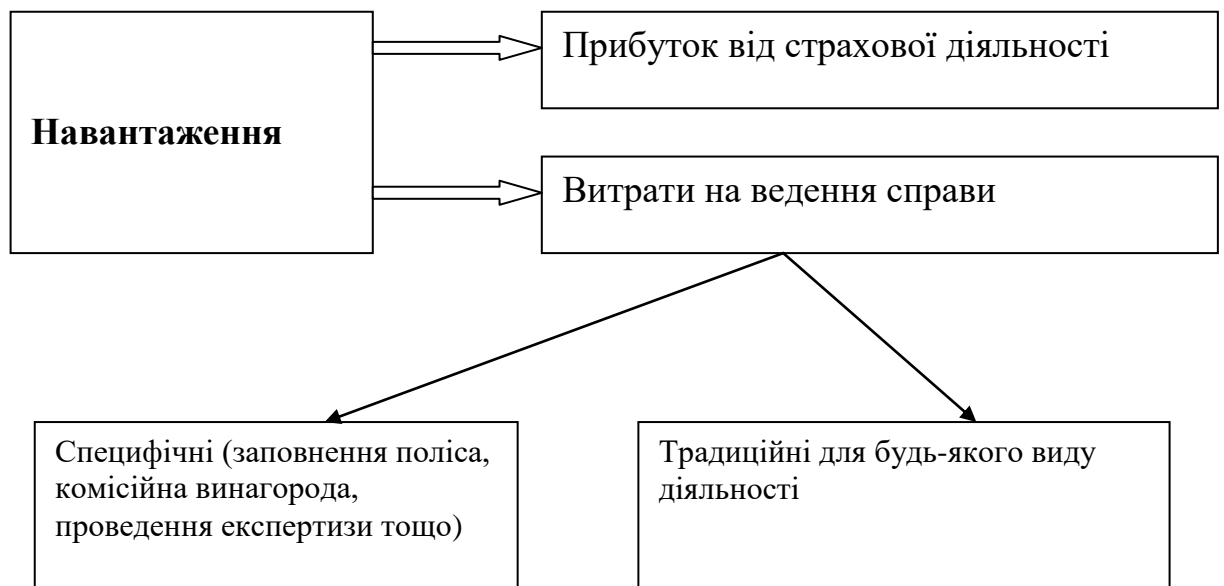 Прибуток від страхової діяльності
Навантаження
Витрати на ведення справи
Специфічні (заповнення поліса,
комісійна винагорода,
проведення експертизи тощо)
Традиційні для будь-якого виду
діяльності